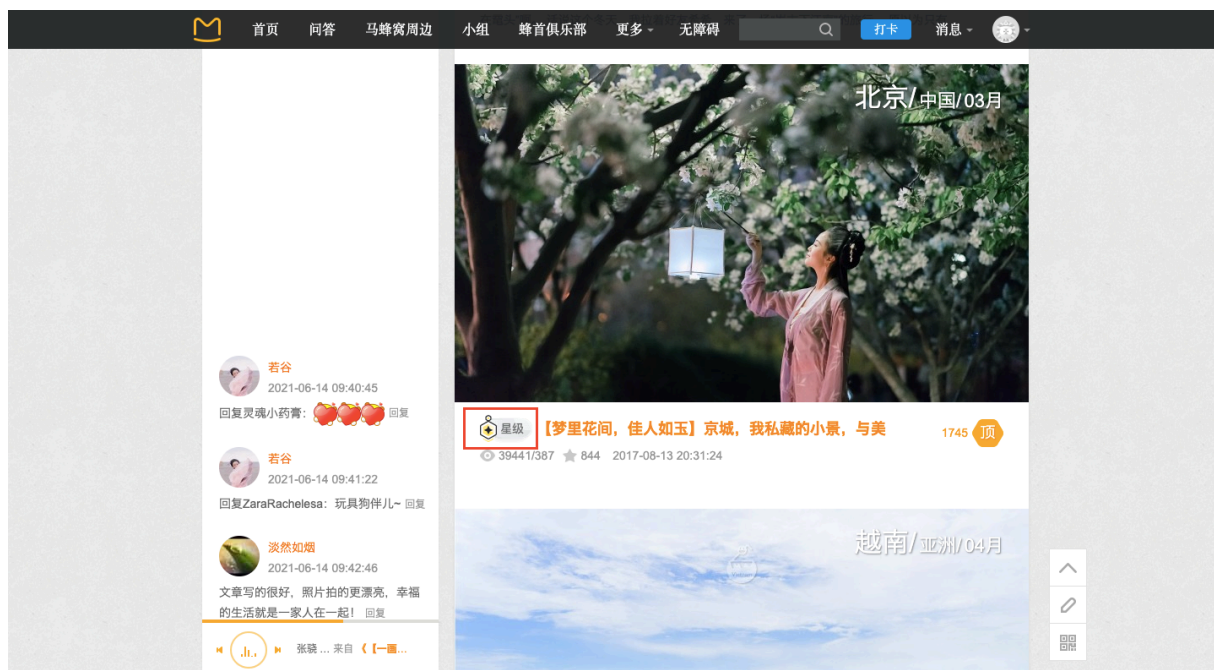 首页 问答 马蜂窝周边 小组 蜂首俱乐部 更多 无障碍 打卡 消息
北京/中国/03月
若谷
2021-06-14 09:40:45
回复灵魂小药膏： 回复
星级 【梦里花间，佳人如玉】京城，我私藏的小景，与美 1745 顶
39441/387 844 2017-08-13 20:31:24
若谷
2021-06-14 09:41:22
回复ZaraRachelesa：玩具狗伴儿~ 回复
越南/亚洲/04月
淡然如烟
2021-06-14 09:42:46
文章写的很好，照片拍的更漂亮，幸福
的生活就是一家人在一起！ 回复
张骁 ... 来自 《【一画...